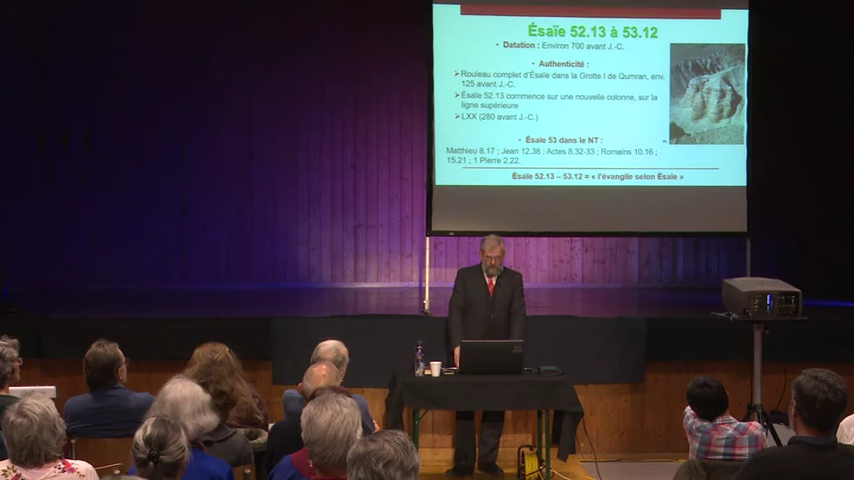 Ésaïe 52.13 à 53.12
• Datation : Environ 700 avant J.-C.
• Authenticité :
➢Rouleau complet d'Ésaïe dans la Grotte I de Qumran, env.
125 avant J.-C.
➢Ésaïe 52.13 commence sur une nouvelle colonne, sur la
ligne supérieure
➢LXX (280 avant J.-C.)
• Ésaïe 53 dans le NT :
Matthieu 8.17 ; Jean 12.38 ; Actes 8.32-33 ; Romains 10.16 ;
15.21 ; 1 Pierre 2.22.
Ésaïe 52.13 – 53.12 = « l'évangile selon Ésaïe »